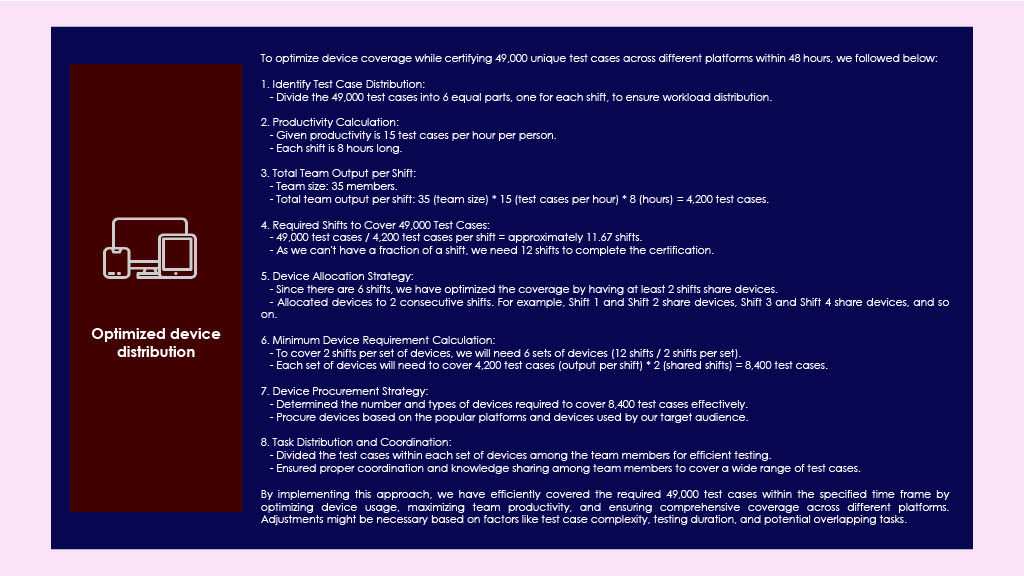 Optimized device
distribution
To optimize device coverage while certifying 49,000 unique test cases across different platforms within 48 hours, we followed below:
1. Identify Test Case Distribution:
- Divide the 49,000 test cases into 6 equal parts, one for each shift, to ensure workload distribution.
2. Productivity Calculation:
- Given productivity is 15 test cases per hour per person.
- Each shift is 8 hours long.
3. Total Team Output per Shift:
- Team size: 35 members.
- Total team output per shift: 35 (team size) * 15 (test cases per hour) * 8 (hours) = 4,200 test cases.
4. Required Shifts to Cover 49,000 Test Cases:
- 49,000 test cases / 4,200 test cases per shift = approximately 11.67 shifts.
- As we can't have a fraction of a shift, we need 12 shifts to complete the certification.
5. Device Allocation Strategy:
- Since there are 6 shifts, we have optimized the coverage by having at least 2 shifts share devices.
- Allocated devices to 2 consecutive shifts. For example, Shift 1 and Shift 2 share devices, Shift 3 and Shift 4 share devices, and so
on.
6. Minimum Device Requirement Calculation:
- To cover 2 shifts per set of devices, we will need 6 sets of devices (12 shifts / 2 shifts per set).
- Each set of devices will need to cover 4,200 test cases (output per shift) * 2 (shared shifts) = 8,400 test cases.
7. Device Procurement Strategy:
- Determined the number and types of devices required to cover 8,400 test cases effectively.
- Procure devices based on the popular platforms and devices used by our target audience.
8. Task Distribution and Coordination:
- Divided the test cases within each set of devices among the team members for efficient testing.
- Ensured proper coordination and knowledge sharing among team members to cover a wide range of test cases.
By implementing this approach, we have efficiently covered the required 49,000 test cases within the specified time frame by
optimizing device usage, maximizing team productivity, and ensuring comprehensive coverage across different platforms.
Adjustments might be necessary based on factors like test case complexity, testing duration, and potential overlapping tasks.